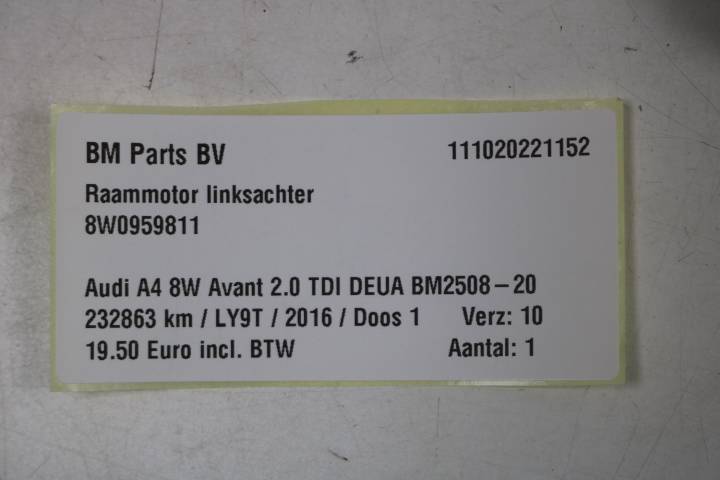 BM Parts BV 111020221152
Raammotor linksachter
8W0959811
Audi A4 8W Avant 2.0 TDI DEUA BM2508-20
232863 km / LY9T / 2016 / Doos 1 Verz: 10
19.50 Euro incl. BTW Aantal: 1